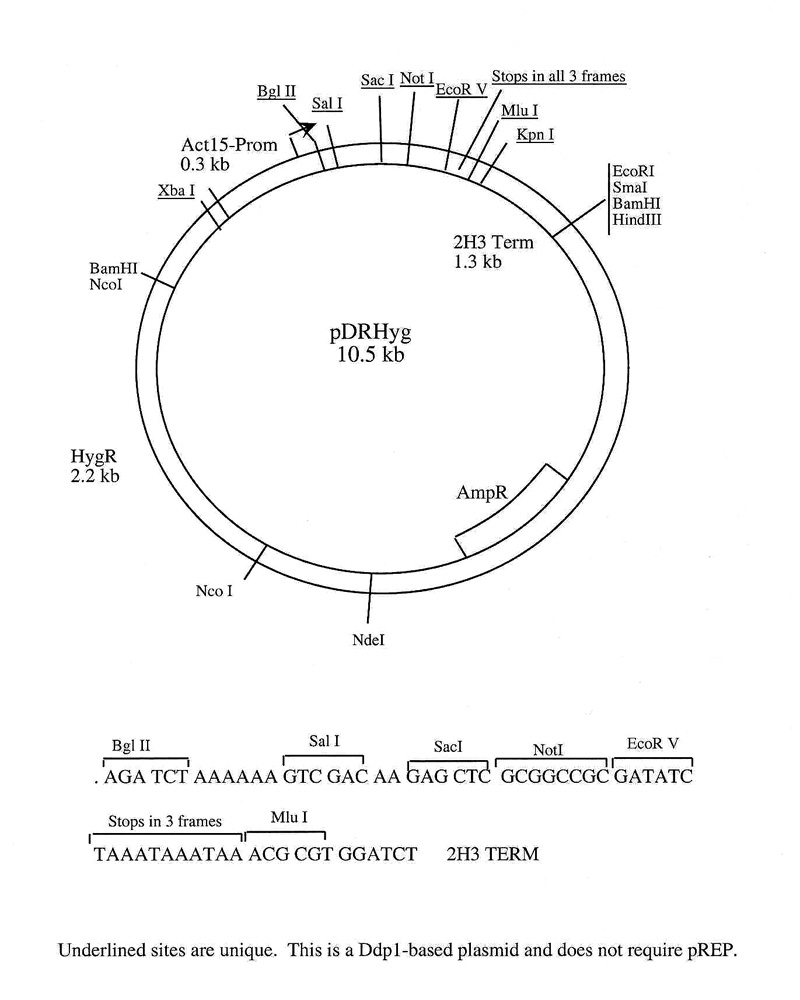 Sac I
Not I
EcoR V
Stops in all 3 frames
Bgl II
Sal I
Mlu I
Kpn I
Act15-Prom
0.3 kb
Xba I
EcoRI
SmaI
BamHI
HindIII
2H3 Term
1.3 kb
BamHI
NcoI
pDRHyg
10.5 kb
HygR
2.2 kb
AmpR
Nco I
NdeI
Bgl II
Sal I
SacI
NotI
EcoR V
. AGA TCT AAAAAA GTC GAC AA GAG CTC GCGGCCGC GATATC
Stops in 3 frames
Mlu I
TAAATAAATAA ACG CGT GGATCT 2H3 TERM
Underlined sites are unique. This is a Ddp1-based plasmid and does not require pREP.